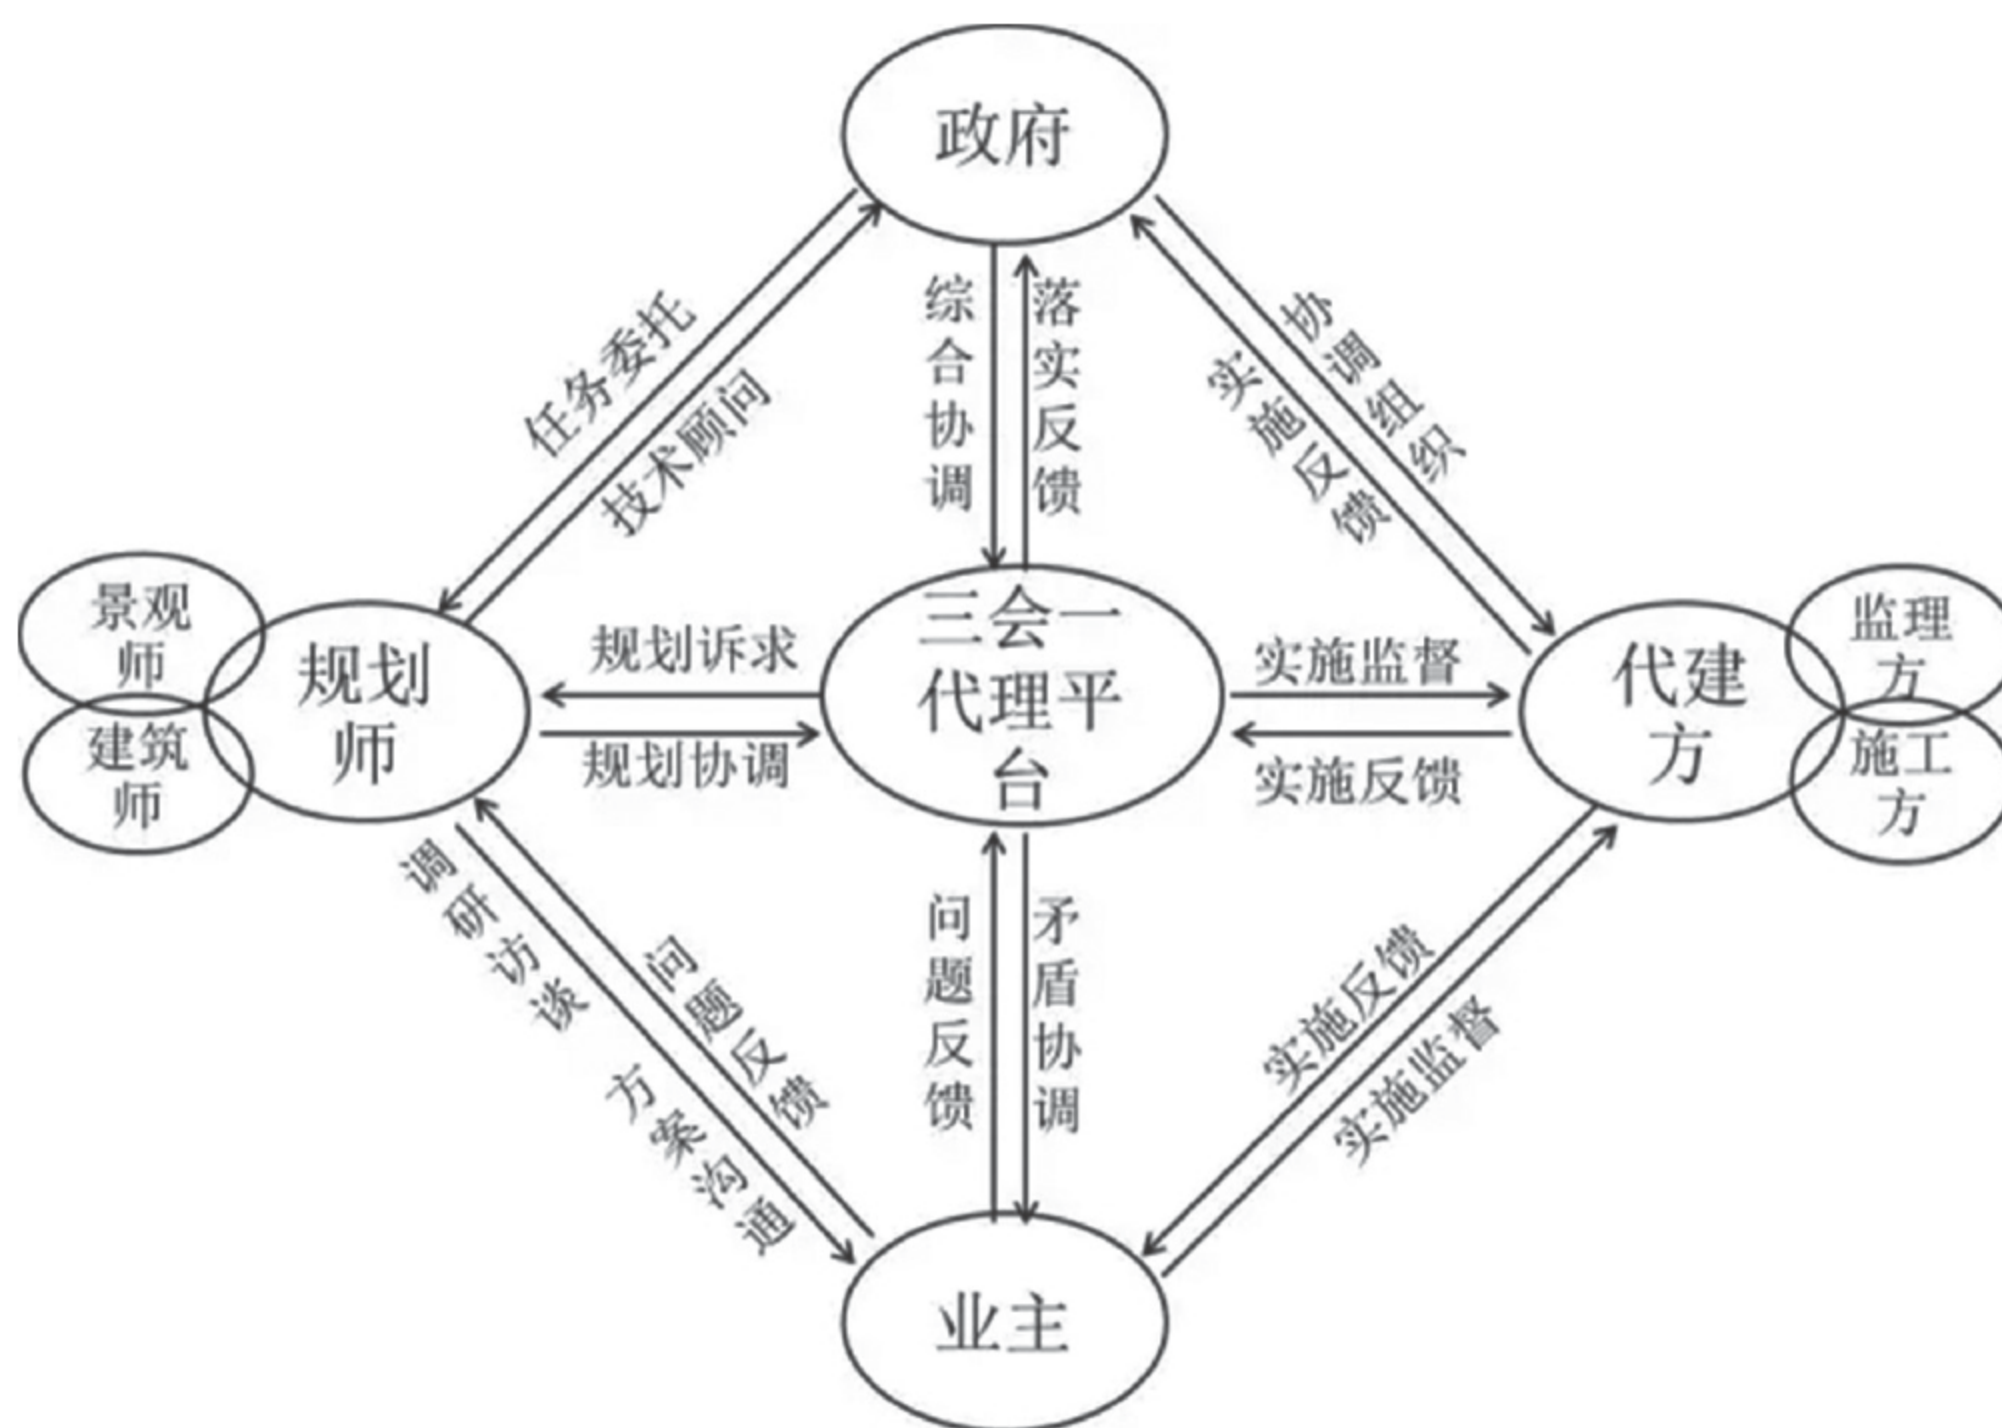 政府
任务委托
技术顾问
综合协调
落实反馈
协调组织
实施反馈
景观
师
建筑
师
规划
师
规划诉求
规划协调
三会一
代理平
台
实施监督
实施反馈
代建
方
监理
方
施工
方
调研访谈 方案沟通
问题反馈
问题反馈
矛盾协调
实施反馈
实施监督
业主